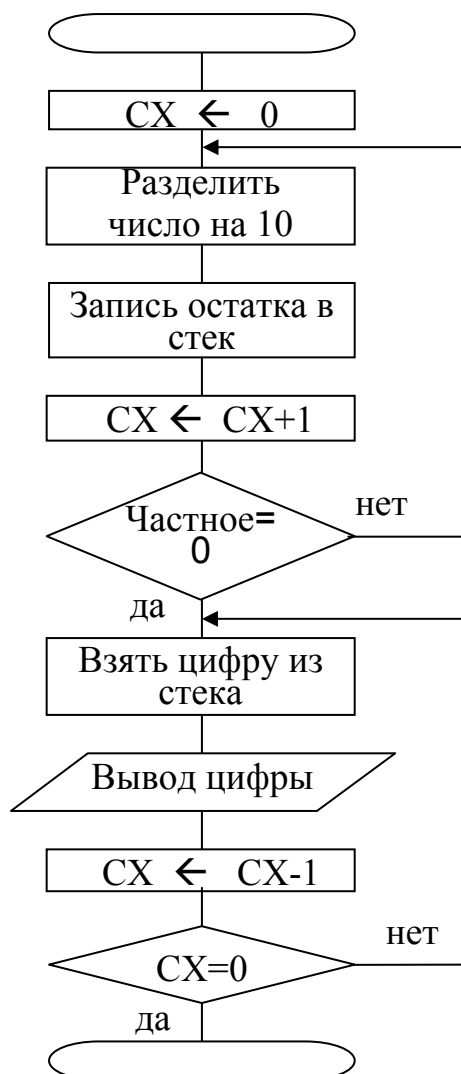 CX ← 0
Разделить
число на 10
Запись остатка в
стек
CX ← CX+1
Частное=
0
нет
да
Взять цифру из
стека
Вывод цифры
CX ← CX-1
CX=0
нет
да